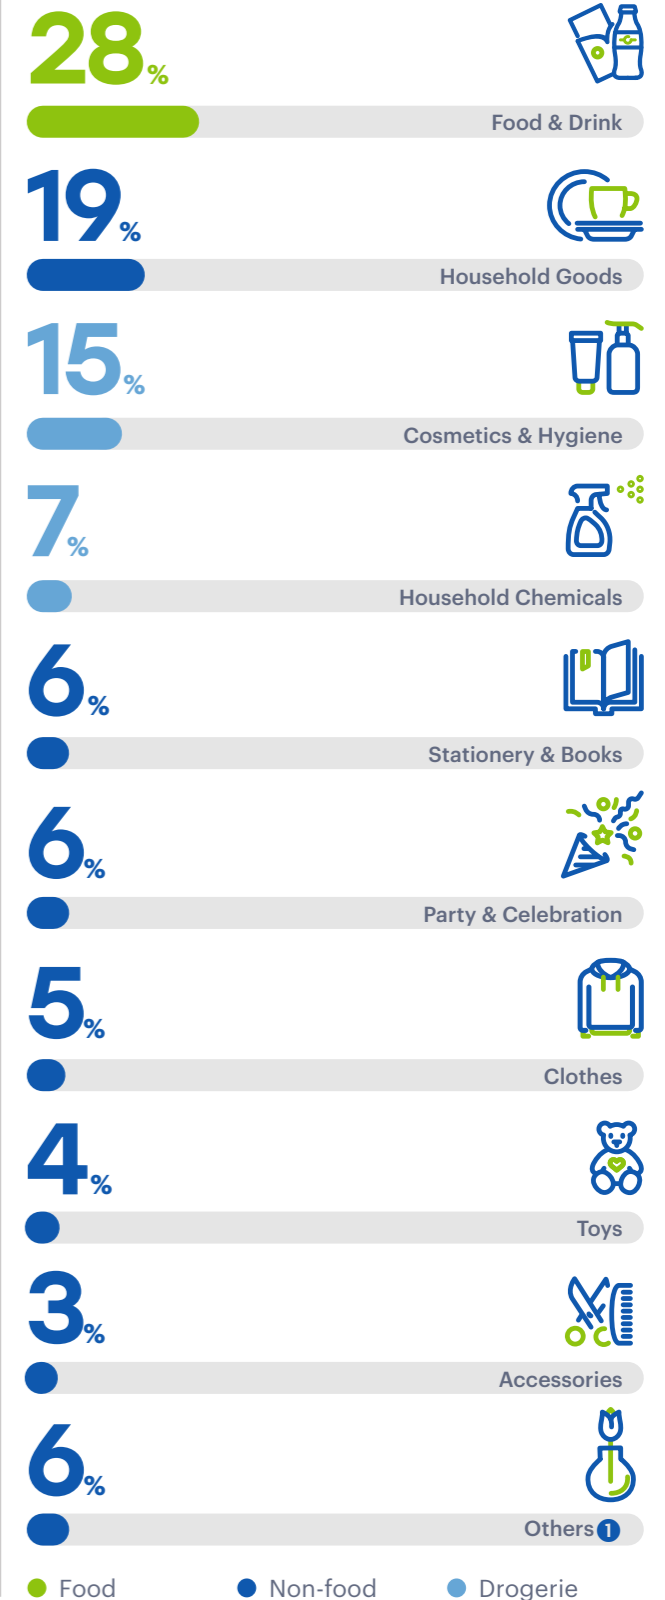 28%
Food & Drink
19%
Household Goods
15%
Cosmetics & Hygiene
7%
Household Chemicals
6%
Stationery & Books
6%
Party & Celebration
5%
Clothes
4%
Toys
3%
Accessories
6%
Others 1
Food Non-food Drogerie